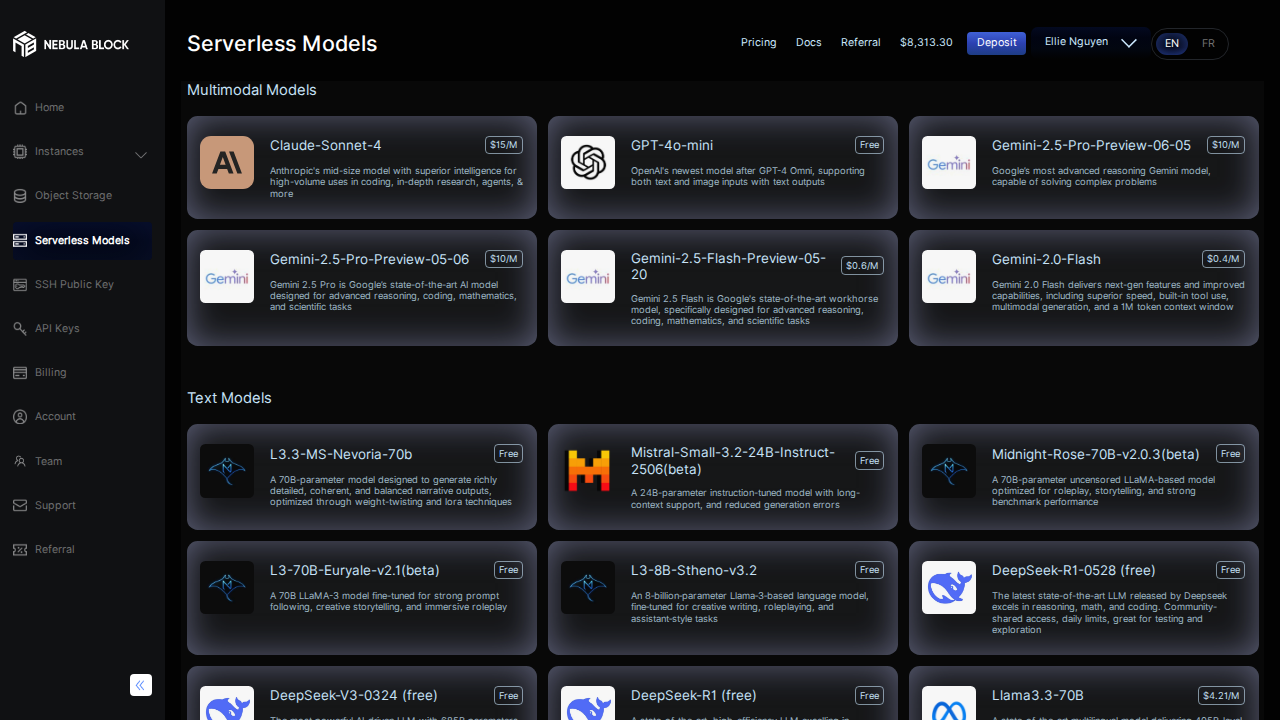 NEBULA BLOCK
Home
Instances
Object Storage
Serverless Models
SSH Public Key
API Keys
Billing
Account
Team
Support
Referral
Serverless Models
Pricing
Docs
Referral
$8,313.30
Deposit
Ellie Nguyen
EN
FR
Multimodal Models
Claude-Sonnet-4
$15/M
Anthropic's mid-size model with superior intelligence for
high-volume uses in coding, in-depth research, agents, &
more
GPT-4o-mini
Free
OpenAI's newest model after GPT-4 Omni, supporting
both text and image inputs with text outputs
Gemini
Gemini-2.5-Pro-Preview-06-05
$10/M
Google's most advanced reasoning Gemini model,
capable of solving complex problems
Gemini
Gemini-2.5-Pro-Preview-05-06
$10/M
Gemini 2.5 Pro is Google's state-of-the-art AI model
designed for advanced reasoning, coding, mathematics,
and scientific tasks
Gemini
Gemini-2.5-Flash-Preview-05-
20
$0.6/M
Gemini 2.5 Flash is Google's state-of-the-art workhorse
model, specifically designed for advanced reasoning,
coding, mathematics, and scientific tasks
Gemini
Gemini-2.0-Flash
$0.4/M
Gemini 2.0 Flash delivers next-gen features and improved
capabilities, including superior speed, built-in tool use,
multimodal generation, and a 1M token context window
Text Models
L3.3-MS-Nevoria-70b
Free
A 70B-parameter model designed to generate richly
detailed, coherent, and balanced narrative outputs,
optimized through weight-twisting and lora techniques
Mistral-Small-3.2-24B-Instruct-
2506(beta)
Free
A 24B-parameter instruction-tuned model with long-
context support, and reduced generation errors
Midnight-Rose-70B-v2.0.3(beta)
Free
A 70B-parameter uncensored LLaMA-based model
optimized for roleplay, storytelling, and strong
benchmark performance
L3-70B-Euryale-v2.1(beta)
Free
A 70B LLaMA-3 model fine-tuned for strong prompt
following, creative storytelling, and immersive roleplay
L3-8B-Stheno-v3.2
Free
An 8-billion-parameter Llama-3-based language model,
fine-tuned for creative writing, roleplaying, and
assistant-style tasks
DeepSeek-R1-0528 (free)
Free
The latest state-of-the-art LLM released by Deepseek
excels in reasoning, math, and coding. Community-
shared access, daily limits, great for testing and
exploration
DeepSeek-V3-0324 (free)
Free
DeepSeek-R1 (free)
Free
Llama3.3-70B
$4.21/M